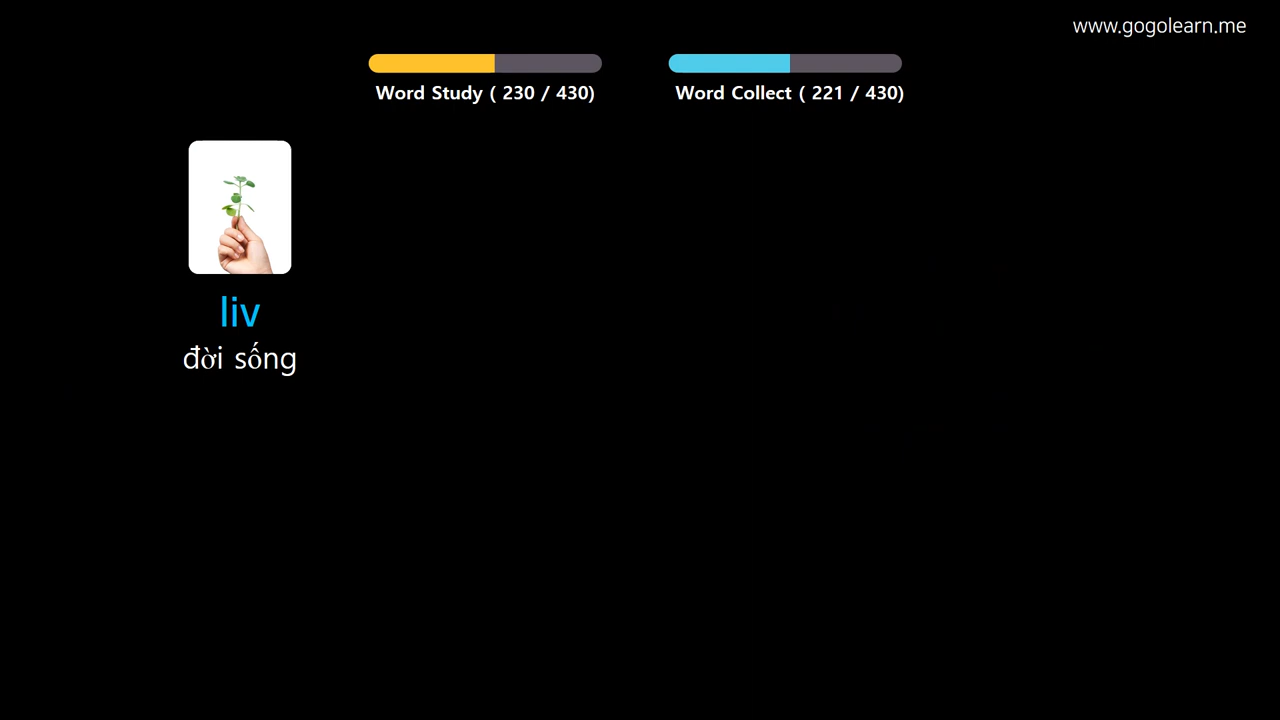 www.gogolearn.me
Word Study ( 230 / 430)
Word Collect ( 221 / 430)
liv
đời sống